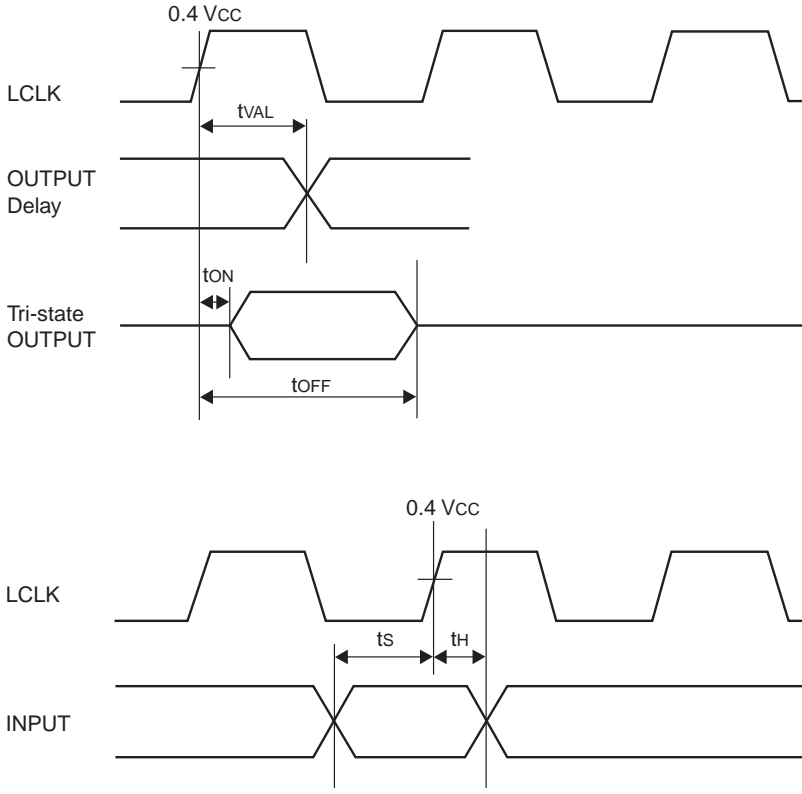 0.4 VCC
LCLK
tVAL
OUTPUT
Delay
tON
Tri-state
OUTPUT
tOFF
0.4 VCC
LCLK
tS
tH
INPUT